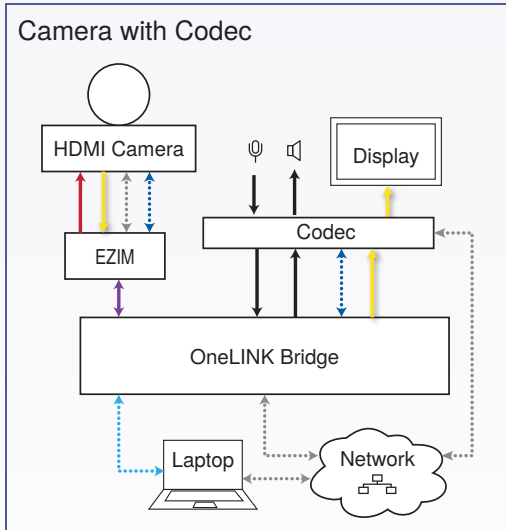 Camera with Codec
HDMI Camera
Display
Codec
EZIM
OneLINK Bridge
Laptop
Network